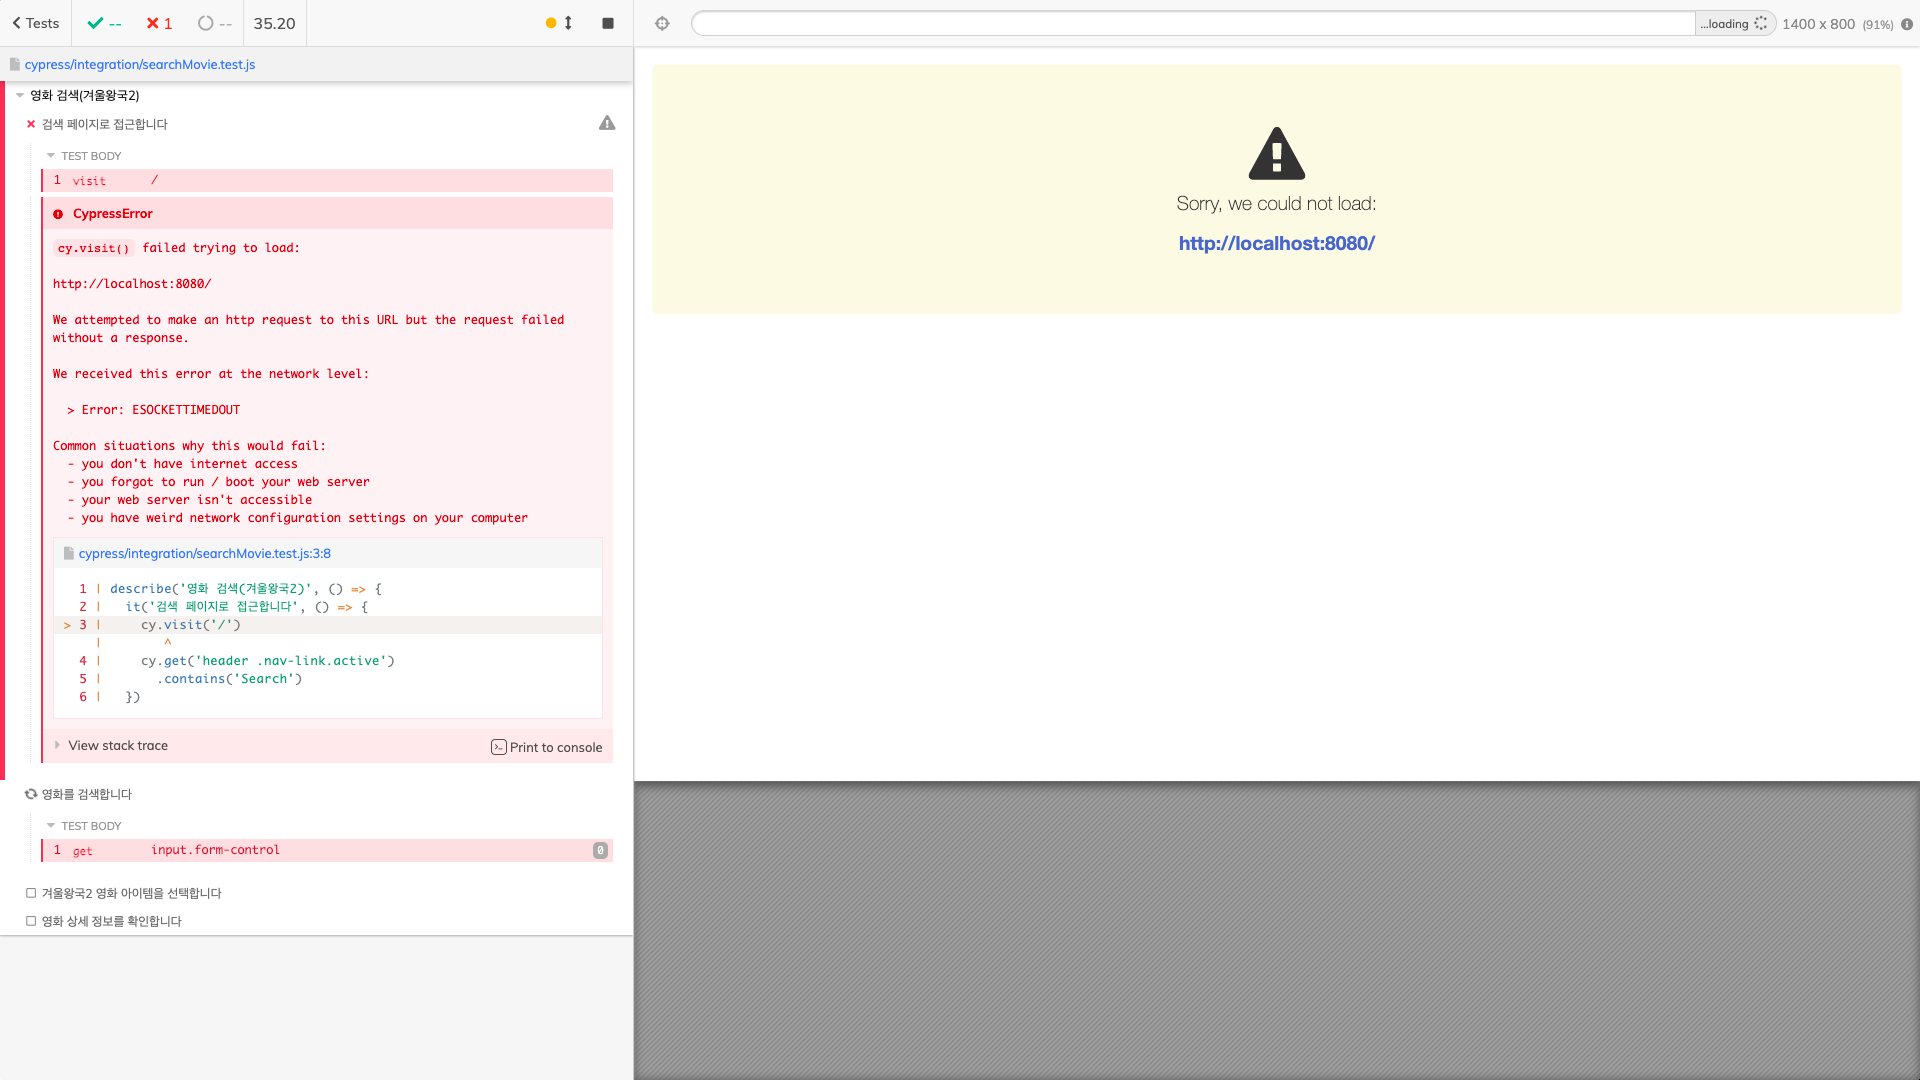 Tests
--
1
--
35.20
...loading
1400 x 800 (91%)
cypress/integration/searchMovie.test.js
영화 검색(겨울왕국2)
검색 페이지로 접근합니다
TEST BODY
1 visit /
CypressError
cy.visit() failed trying to load:
http://localhost:8080/
We attempted to make an http request to this URL but the request failed
without a response.
We received this error at the network level:
> Error: ESOCKETTIMEDOUT
Common situations why this would fail:
- you don't have internet access
- you forgot to run / boot your web server
- your web server isn't accessible
- you have weird network configuration settings on your computer
cypress/integration/searchMovie.test.js:3:8
1 | describe('영화 검색(겨울왕국2)', () => {
2 |   it('검색 페이지로 접근합니다', () => {
> 3 |     cy.visit('/')
|        ^
4 |     cy.get('header .nav-link.active')
5 |       .contains('Search')
6 |   })
View stack trace
Print to console
영화를 검색합니다
TEST BODY
1 get input.form-control 0
겨울왕국2 영화 아이템을 선택합니다
영화 상세 정보를 확인합니다
Sorry, we could not load:
http://localhost:8080/